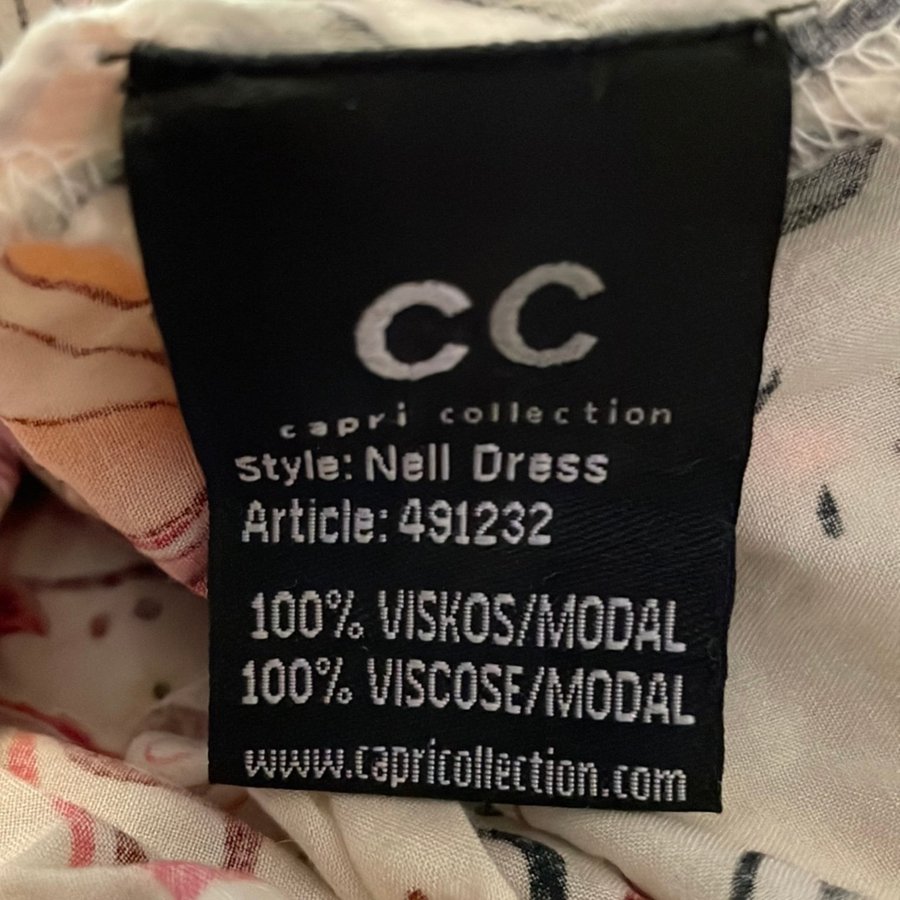 CC
capri collection
Style: Nell Dress
Article: 491232
100% VISKOS/MODAL
100% VISCOSE/MODAL
www.capricollection.com